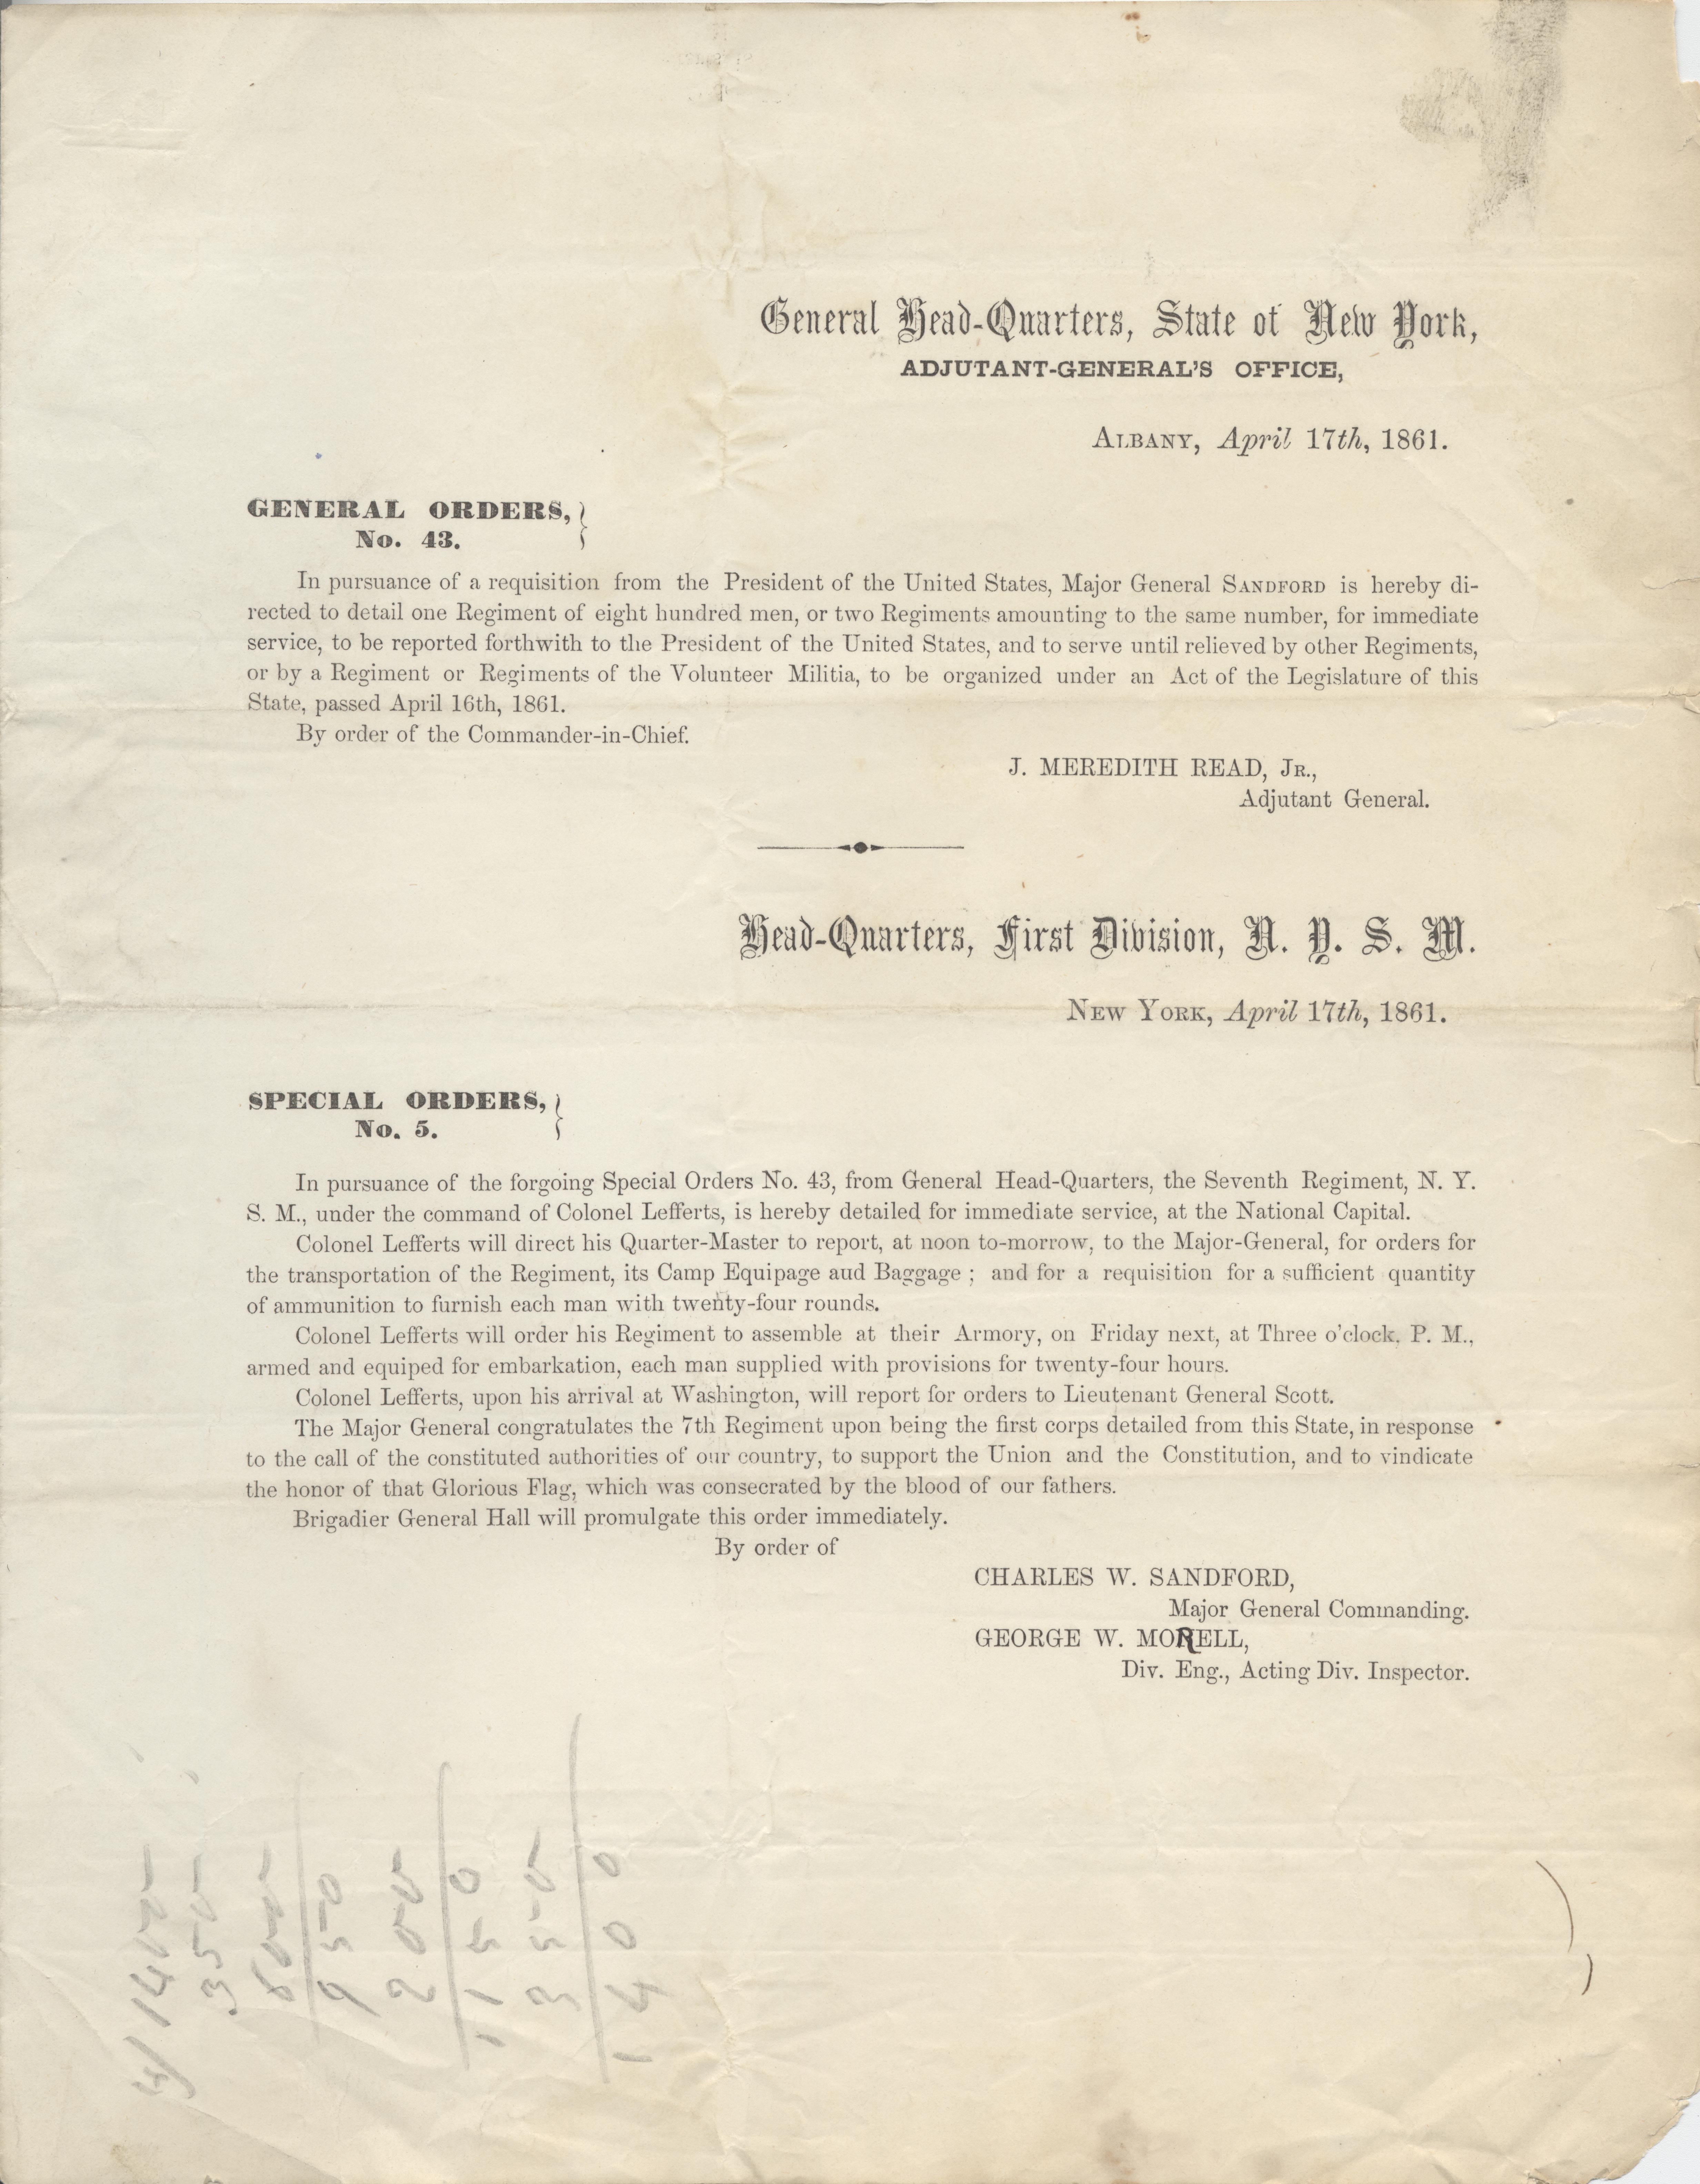 General Head-Quarters, State of New York,
ADJUTANT-GENERAL'S OFFICE,
ALBANY, April 17th, 1861.
GENERAL ORDERS,
No. 43.
In pursuance of a requisition from the President of the United States, Major General SANDFORD is hereby di-
rected to detail one Regiment of eight hundred men, or two Regiments amounting to the same number, for immediate
service, to be reported forthwith to the President of the United States, and to serve until relieved by other Regiments,
or by a Regiment or Regiments of the Volunteer Militia, to be organized under an Act of the Legislature of this
State, passed April 16th, 1861.
By order of the Commander-in-Chief.
J. MEREDITH READ, JR.,
Adjutant General.
Head-Quarters, First Division, N. Y. S. M.
NEW YORK, April 17th, 1861.
SPECIAL ORDERS,
No. 5.
In pursuance of the forgoing Special Orders No. 43, from General Head-Quarters, the Seventh Regiment, N. Y.
S. M., under the command of Colonel Lefferts, is hereby detailed for immediate service, at the National Capital.
Colonel Lefferts will direct his Quarter-Master to report, at noon to-morrow, to the Major-General, for orders for
the transportation of the Regiment, its Camp Equipage aud Baggage ; and for a requisition for a sufficient quantity
of ammunition to furnish each man with twenty-four rounds.
Colonel Lefferts will order his Regiment to assemble at their Armory, on Friday next, at Three o'clock, P. M.,
armed and equiped for embarkation, each man supplied with provisions for twenty-four hours.
Colonel Lefferts, upon his arrival at Washington, will report for orders to Lieutenant General Scott.
The Major General congratulates the 7th Regiment upon being the first corps detailed from this State, in response
to the call of the constituted authorities of our country, to support the Union and the Constitution, and to vindicate
the honor of that Glorious Flag, which was consecrated by the blood of our fathers.
Brigadier General Hall will promulgate this order immediately.
By order of
CHARLES W. SANDFORD,
Major General Commanding.
GEORGE W. MORELL,
Div. Eng., Acting Div. Inspector.
350
950
200
1150
350
1400